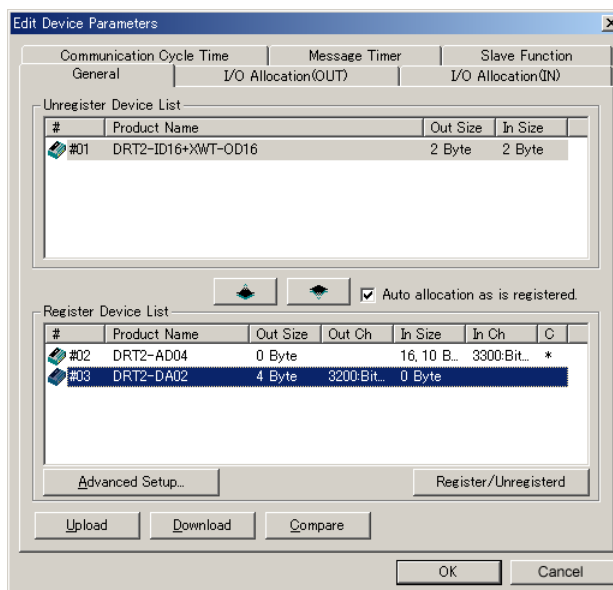 Edit Device Parameters
Communication Cycle Time Message Timer Slave Function
General I/O Allocation(OUT) I/O Allocation(IN)
Unregister Device List
# Product Name Out Size In Size
#01 DRT2-ID16+XWT-OD16 2 Byte 2 Byte
Auto allocation as is registered.
Register Device List
# Product Name Out Size Out Ch In Size In Ch C
#02 DRT2-AD04 0 Byte 16, 10 B... 3300:Bit... *
#03 DRT2-DA02 4 Byte 3200:Bit... 0 Byte
Advanced Setup... Register/Unregisterd
Upload Download Compare
OK Cancel